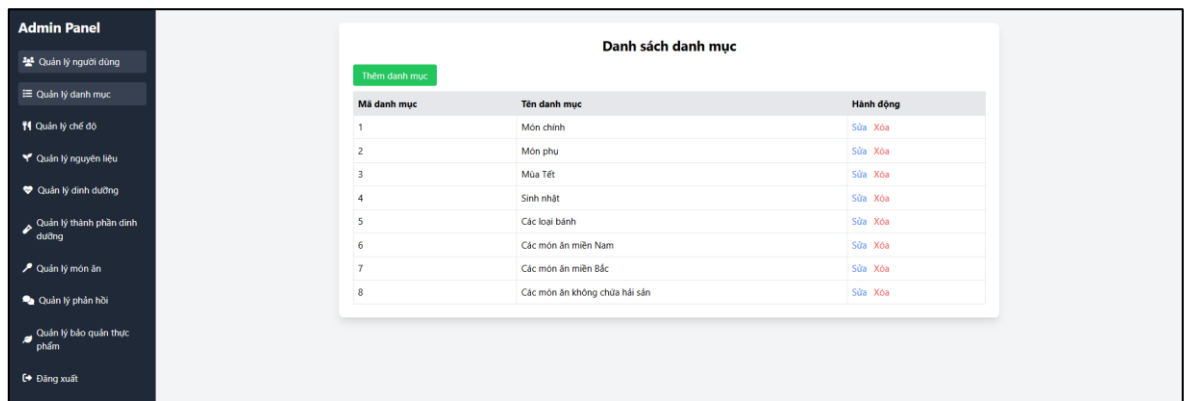 Admin Panel
Quản lý người dùng
Quản lý danh mục
Quản lý chế độ
Quản lý nguyên liệu
Quản lý dinh dưỡng
Quản lý thành phần dinh
dưỡng
Quản lý món ăn
Quản lý phản hồi
Quản lý bảo quản thực
phẩm
Đăng xuất
Danh sách danh mục
Thêm danh mục
Mã danh mục Tên danh mục Hành động
1 Món chính Sửa Xóa
2 Món phụ Sửa Xóa
3 Mùa Tết Sửa Xóa
4 Sinh nhật Sửa Xóa
5 Các loại bánh Sửa Xóa
6 Các món ăn miền Nam Sửa Xóa
7 Các món ăn miền Bắc Sửa Xóa
8 Các món ăn không chứa hải sản Sửa Xóa